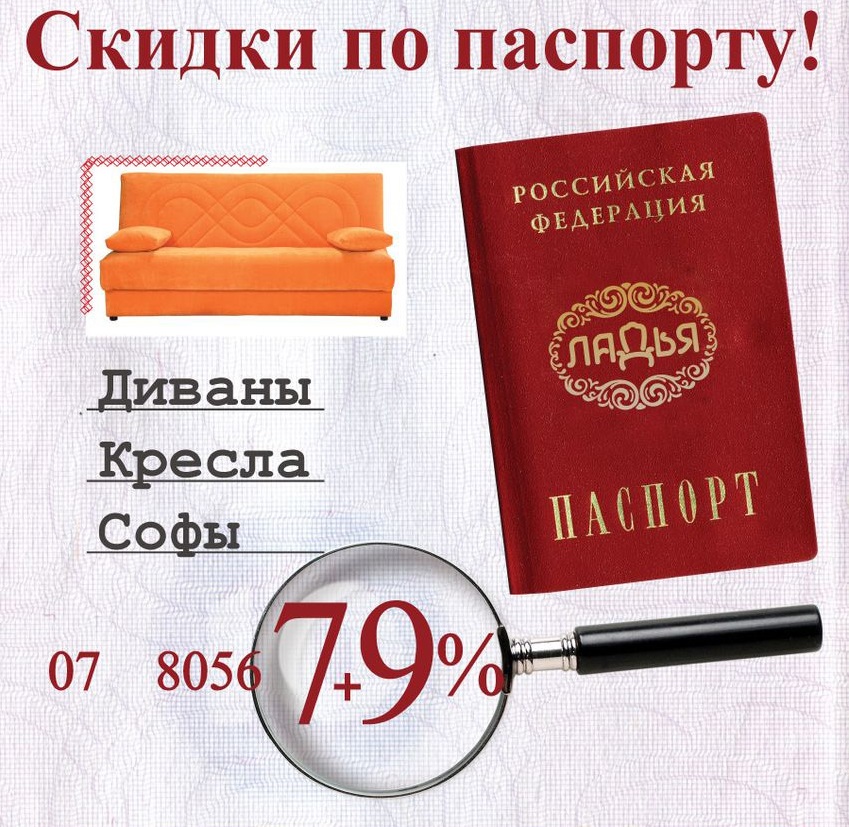 Скидки по паспорту!
РОССИЙСКАЯ
ФЕДЕРАЦИЯ
ЛАДЬЯ
ПАСПОРТ
Диваны
Кресла
Софы
07 8056 7+9%